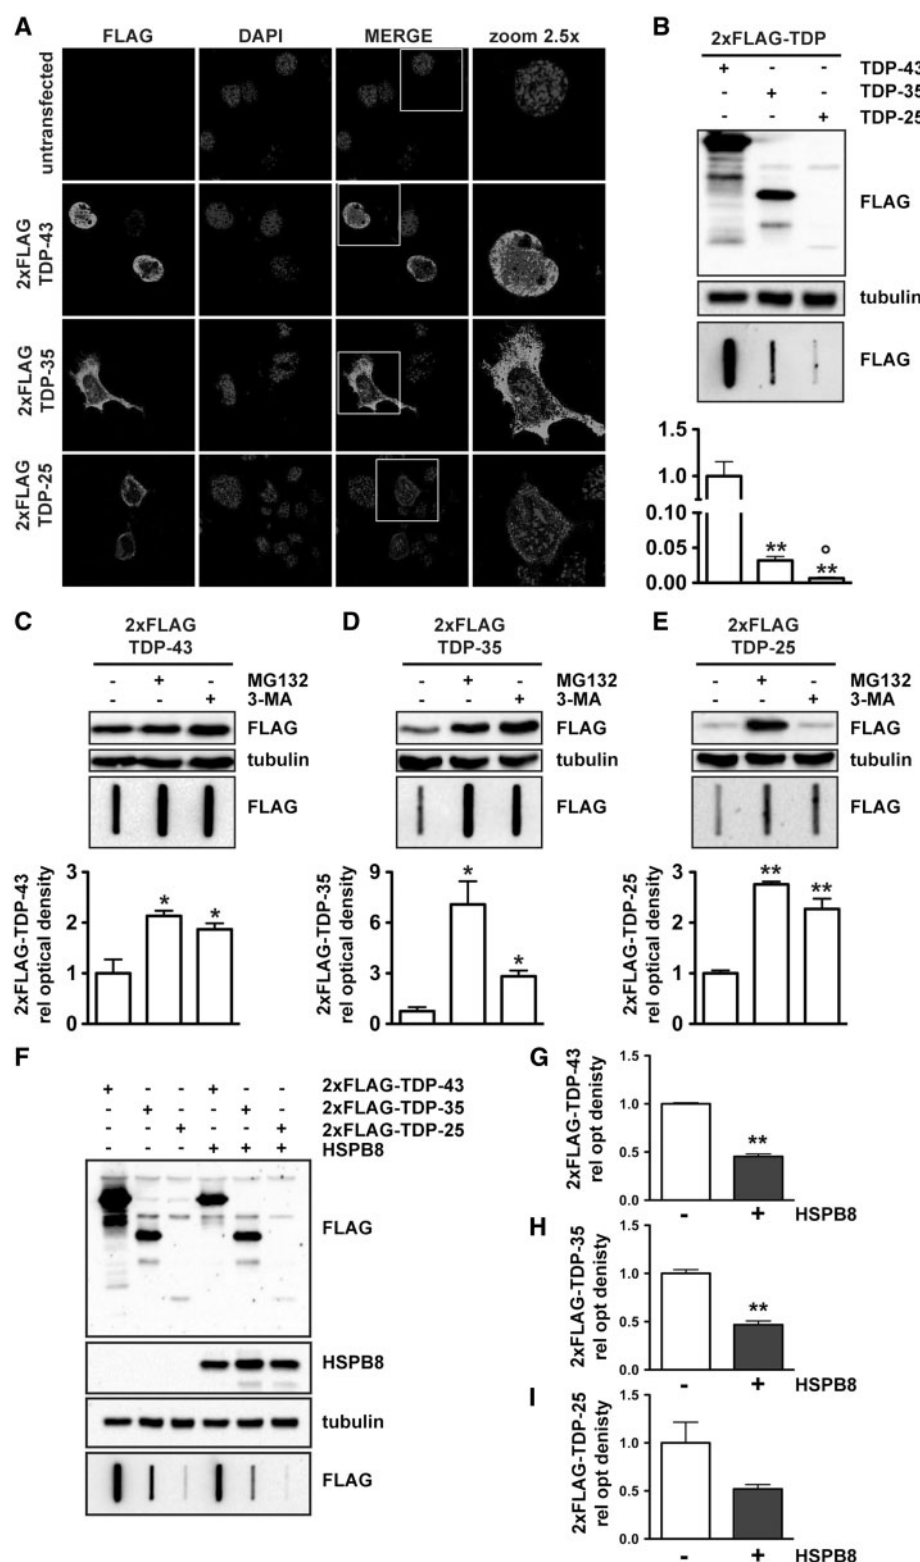 A
FLAG DAPI MERGE zoom 2.5x
untransfected
2xFLAG
TDP-43
2xFLAG
TDP-35
2xFLAG
TDP-25
B
2xFLAG-TDP
+ - - TDP-43
- + - TDP-35
- - + TDP-25
FLAG
tubulin
FLAG
1.5
1.0
0.10
0.05
0.00
**
°
**
C
2xFLAG
TDP-43
- + - MG132
- - + 3-MA
FLAG
tubulin
FLAG
2xFLAG-TDP-43
rel optical density
3
2
1
0
* *
D
2xFLAG
TDP-35
- + - MG132
- - + 3-MA
FLAG
tubulin
FLAG
2xFLAG-TDP-35
rel optical density
9
6
3
0
* *
E
2xFLAG
TDP-25
- + - MG132
- - + 3-MA
FLAG
tubulin
FLAG
2xFLAG-TDP-25
rel optical density
3
2
1
0
** **
F
+ - - + - - 2xFLAG-TDP-43
- + - - + - 2xFLAG-TDP-35
- - + - - + 2xFLAG-TDP-25
- - - + + + HSPB8
FLAG
HSPB8
tubulin
FLAG
G
2xFLAG-TDP-43
rel opt denisty
1.5
1.0
0.5
0.0
**
- + HSPB8
H
2xFLAG-TDP-35
rel opt denisty
1.5
1.0
0.5
0.0
**
- + HSPB8
I
2xFLAG-TDP-25
rel opt denisty
1.5
1.0
0.5
0.0
- + HSPB8